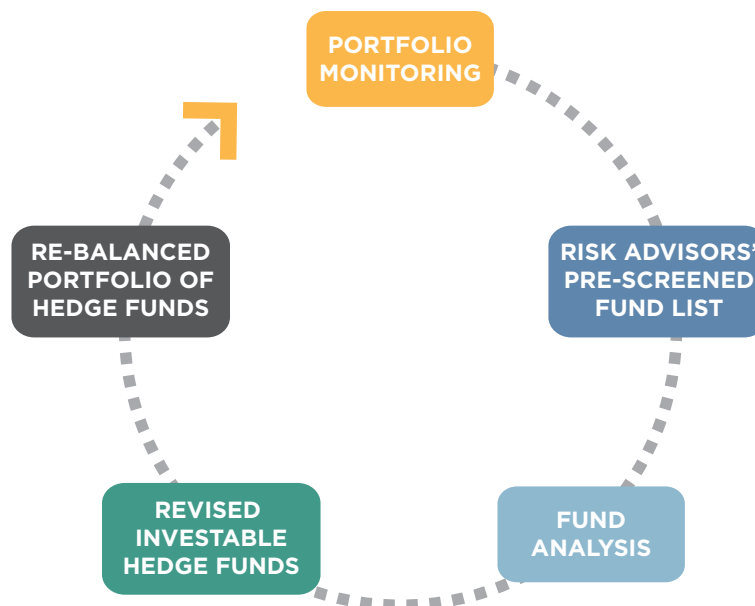 PORTFOLIO
MONITORING
RISK ADVISORS'
PRE-SCREENED
FUND LIST
FUND
ANALYSIS
REVISED
INVESTABLE
HEDGE FUNDS
RE-BALANCED
PORTFOLIO OF
HEDGE FUNDS